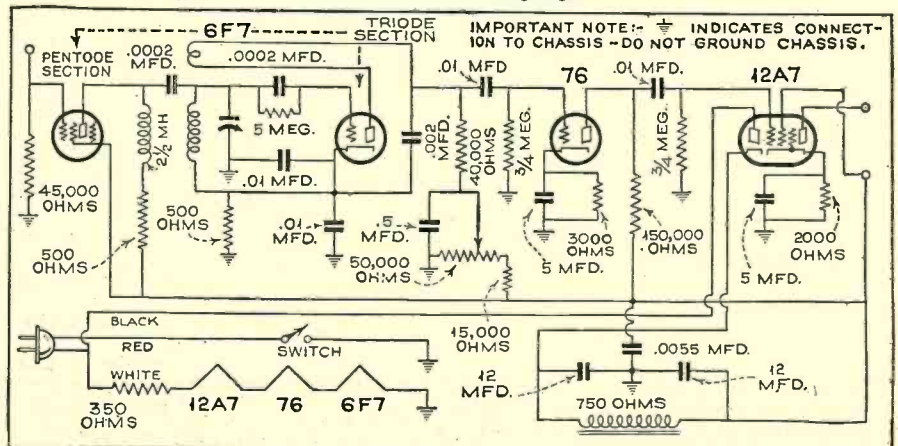 6F7
TRIODE
SECTION
IMPORTANT NOTE:- INDICATES CONNECT-
ION TO CHASSIS - DO NOT GROUND CHASSIS.
PENTODE
SECTION
.0002
MFD.
.0002 MFD.
.01 MFD
76
.01 MFD.
12A7
2 1/2 MH
5 MEG.
.002
MFD.
40,000
OHMS
3/4 MEG.
3/4 MEG.
45,000
OHMS
.01 MFD.
500
OHMS
500
OHMS
.01
MFD.
.5
MFD.
50,000
OHMS
3000
OHMS
5 MFD.
150,000
OHMS
2000
OHMS
5 MFD.
15,000
OHMS
BLACK
RED
SWITCH
.0055 MFD.
WHITE
350
OHMS
12A7
76
6F7
12
MFD.
12
MFD.
750 OHMS